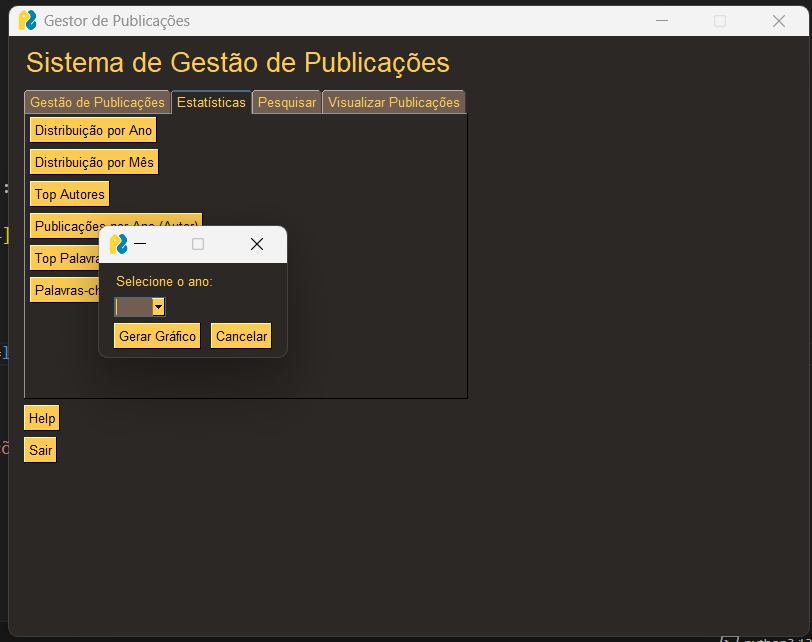 Gestor de Publicações
Sistema de Gestão de Publicações
Gestão de Publicações Estatísticas Pesquisar Visualizar Publicações
Distribuição por Ano
Distribuição por Mês
Top Autores
Publicações por Ano (Autor)
Top Palavra
Palavras-ch
Selecione o ano:
Gerar Gráfico Cancelar
Help
Sair